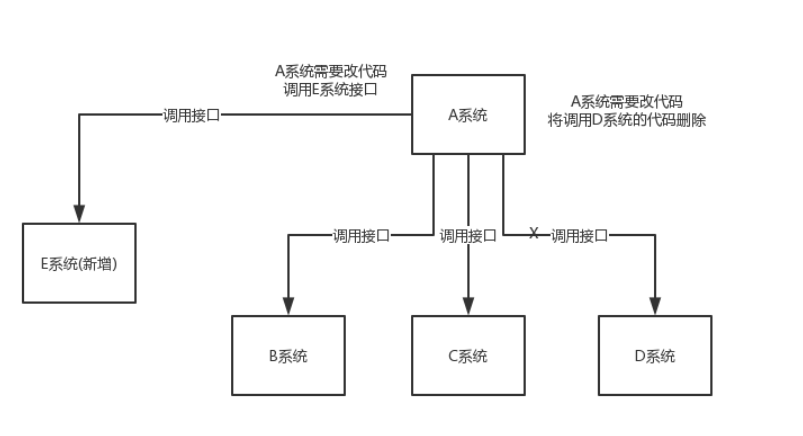 A系统需要改代码
调用E系统接口
A系统
A系统需要改代码
将调用D系统的代码删除
调用接口
E系统(新增)
调用接口
调用接口
X
调用接口
B系统
C系统
D系统